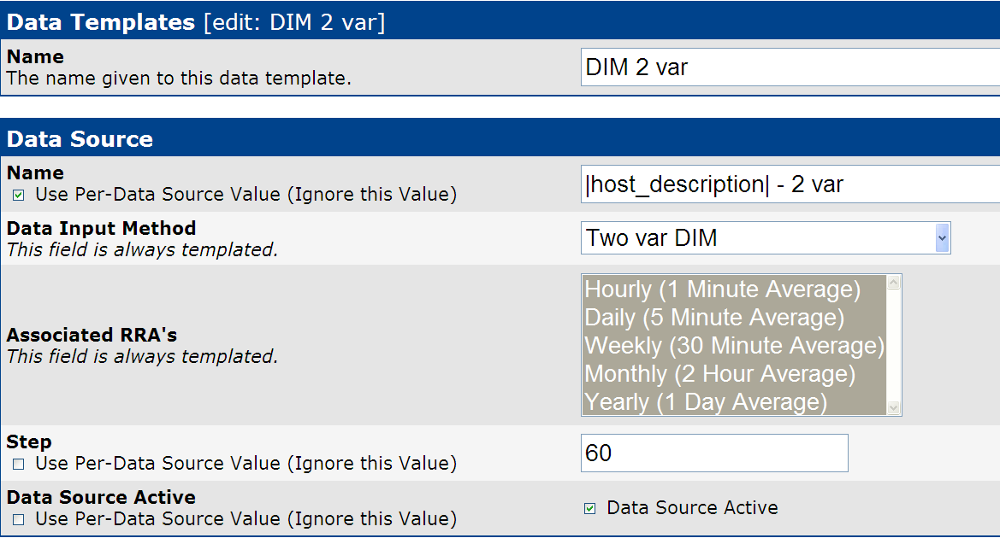 Data Templates [edit: DIM 2 var]
Name
The name given to this data template.
DIM 2 var
Data Source
Name
Use Per-Data Source Value (Ignore this Value)
|host_description| - 2 var
Data Input Method
This field is always templated.
Two var DIM
Associated RRA's
This field is always templated.
Hourly (1 Minute Average)
Daily (5 Minute Average)
Weekly (30 Minute Average)
Monthly (2 Hour Average)
Yearly (1 Day Average)
Step
Use Per-Data Source Value (Ignore this Value)
60
Data Source Active
Use Per-Data Source Value (Ignore this Value)
Data Source Active